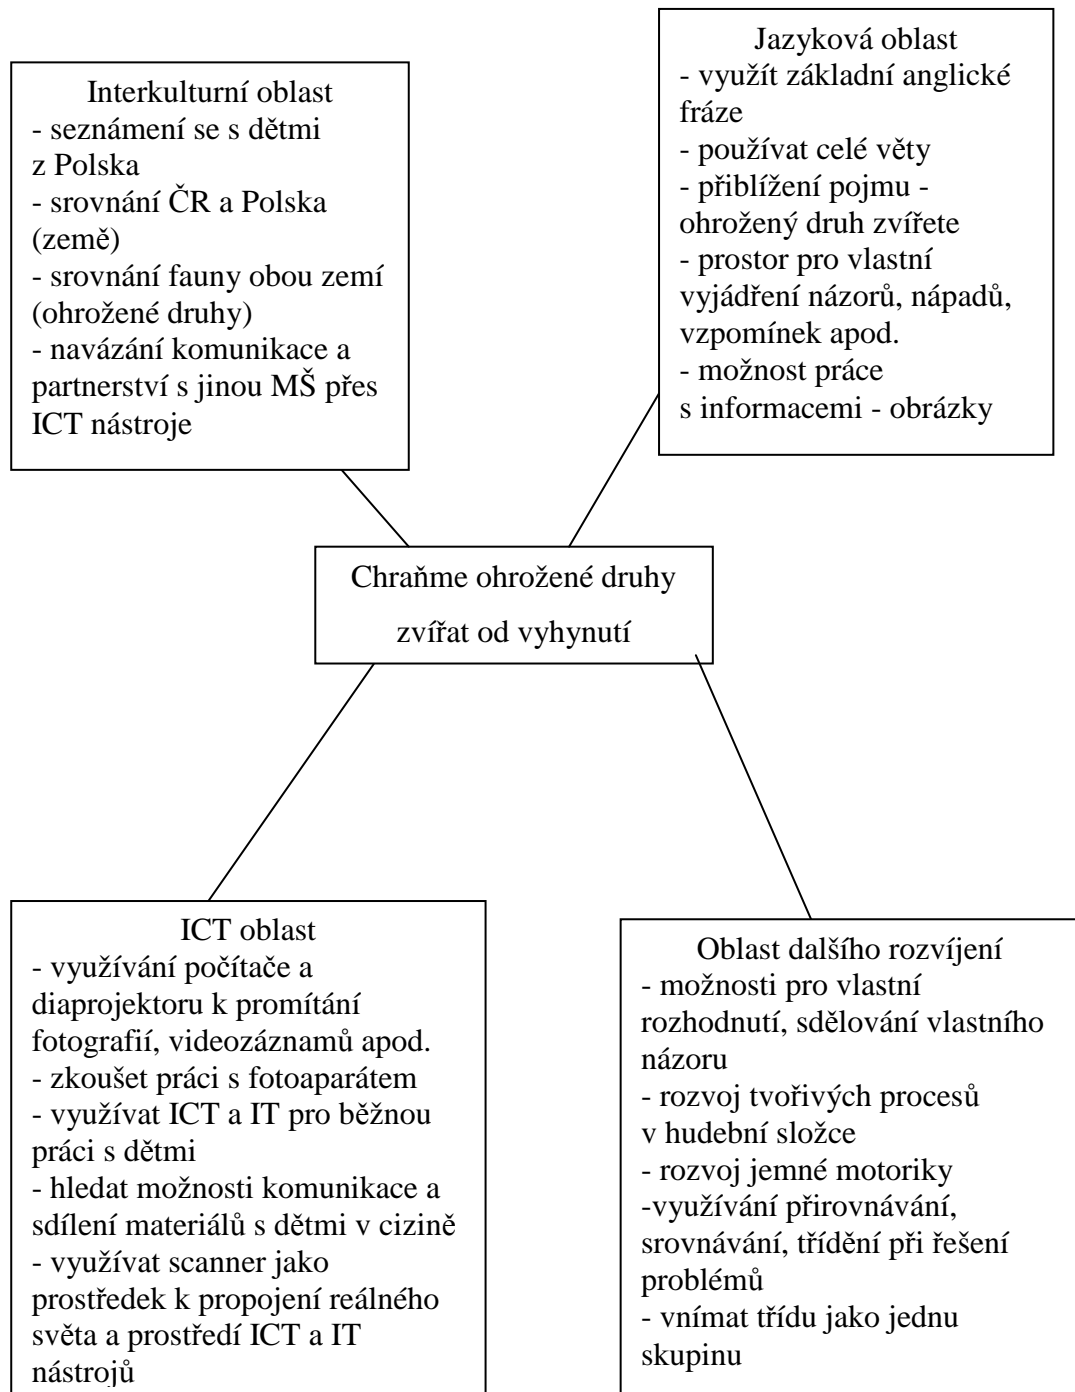 Interkulturní oblast
- seznámení se s dětmi
z Polska
- srovnání ČR a Polska
(země)
- srovnání fauny obou zemí
(ohrožené druhy)
- navázání komunikace a
partnerství s jinou MŠ přes
ICT nástroje
Jazyková oblast
- využít základní anglické
fráze
- používat celé věty
- přiblížení pojmu -
ohrožený druh zvířete
- prostor pro vlastní
vyjádření názorů, nápadů,
vzpomínek apod.
- možnost práce
s informacemi - obrázky
Chraňme ohrožené druhy
zvířat od vyhynutí
ICT oblast
- využívání počítače a
diaprojektoru k promítání
fotografií, videozáznamů apod.
- zkoušet práci s fotoaparátem
- využívat ICT a IT pro běžnou
práci s dětmi
- hledat možnosti komunikace a
sdílení materiálů s dětmi v cizině
- využívat scanner jako
prostředek k propojení reálného
světa a prostředí ICT a IT
nástrojů
Oblast dalšího rozvíjení
- možnosti pro vlastní
rozhodnutí, sdělování vlastního
názoru
- rozvoj tvořivých procesů
v hudební složce
- rozvoj jemné motoriky
-využívání přirovnávání,
srovnávání, třídění při řešení
problémů
- vnímat třídu jako jednu
skupinu